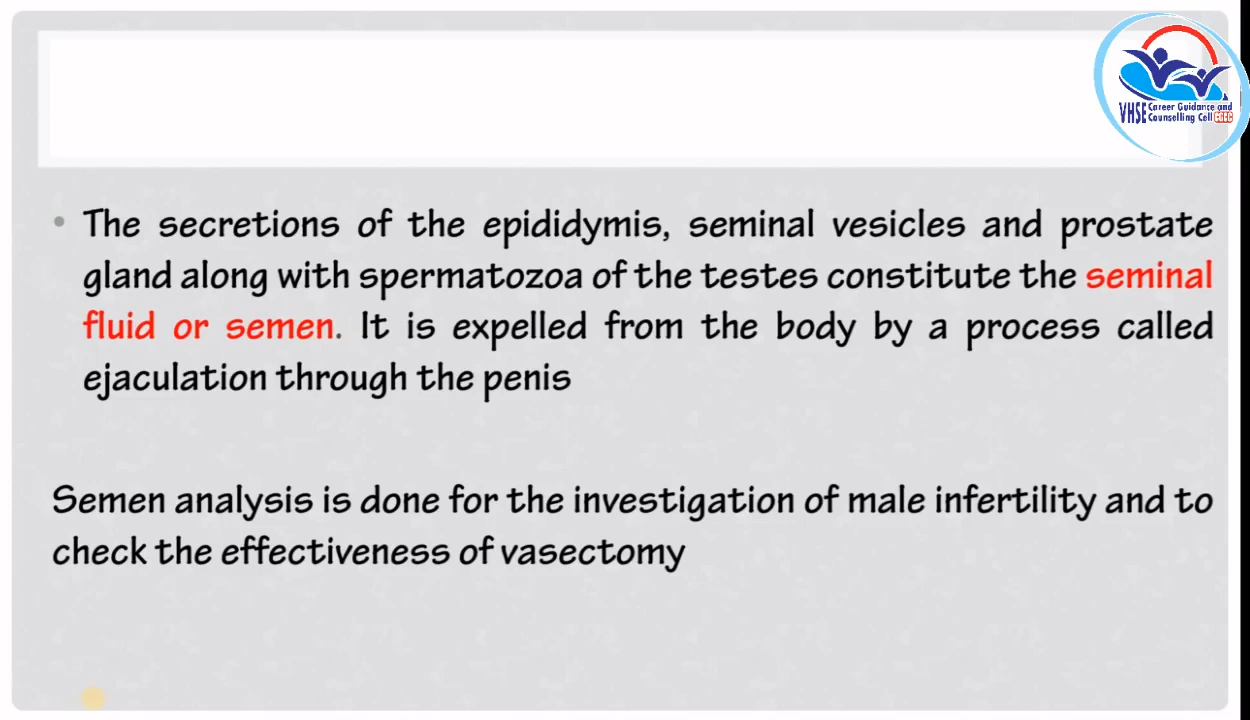 VHSE Career Guidance and
Counselling Cell CGCC
• The secretions of the epididymis, seminal vesicles and prostate
gland along with spermatozoa of the testes constitute the seminal
fluid or semen. It is expelled from the body by a process called
ejaculation through the penis
Semen analysis is done for the investigation of male infertility and to
check the effectiveness of vasectomy